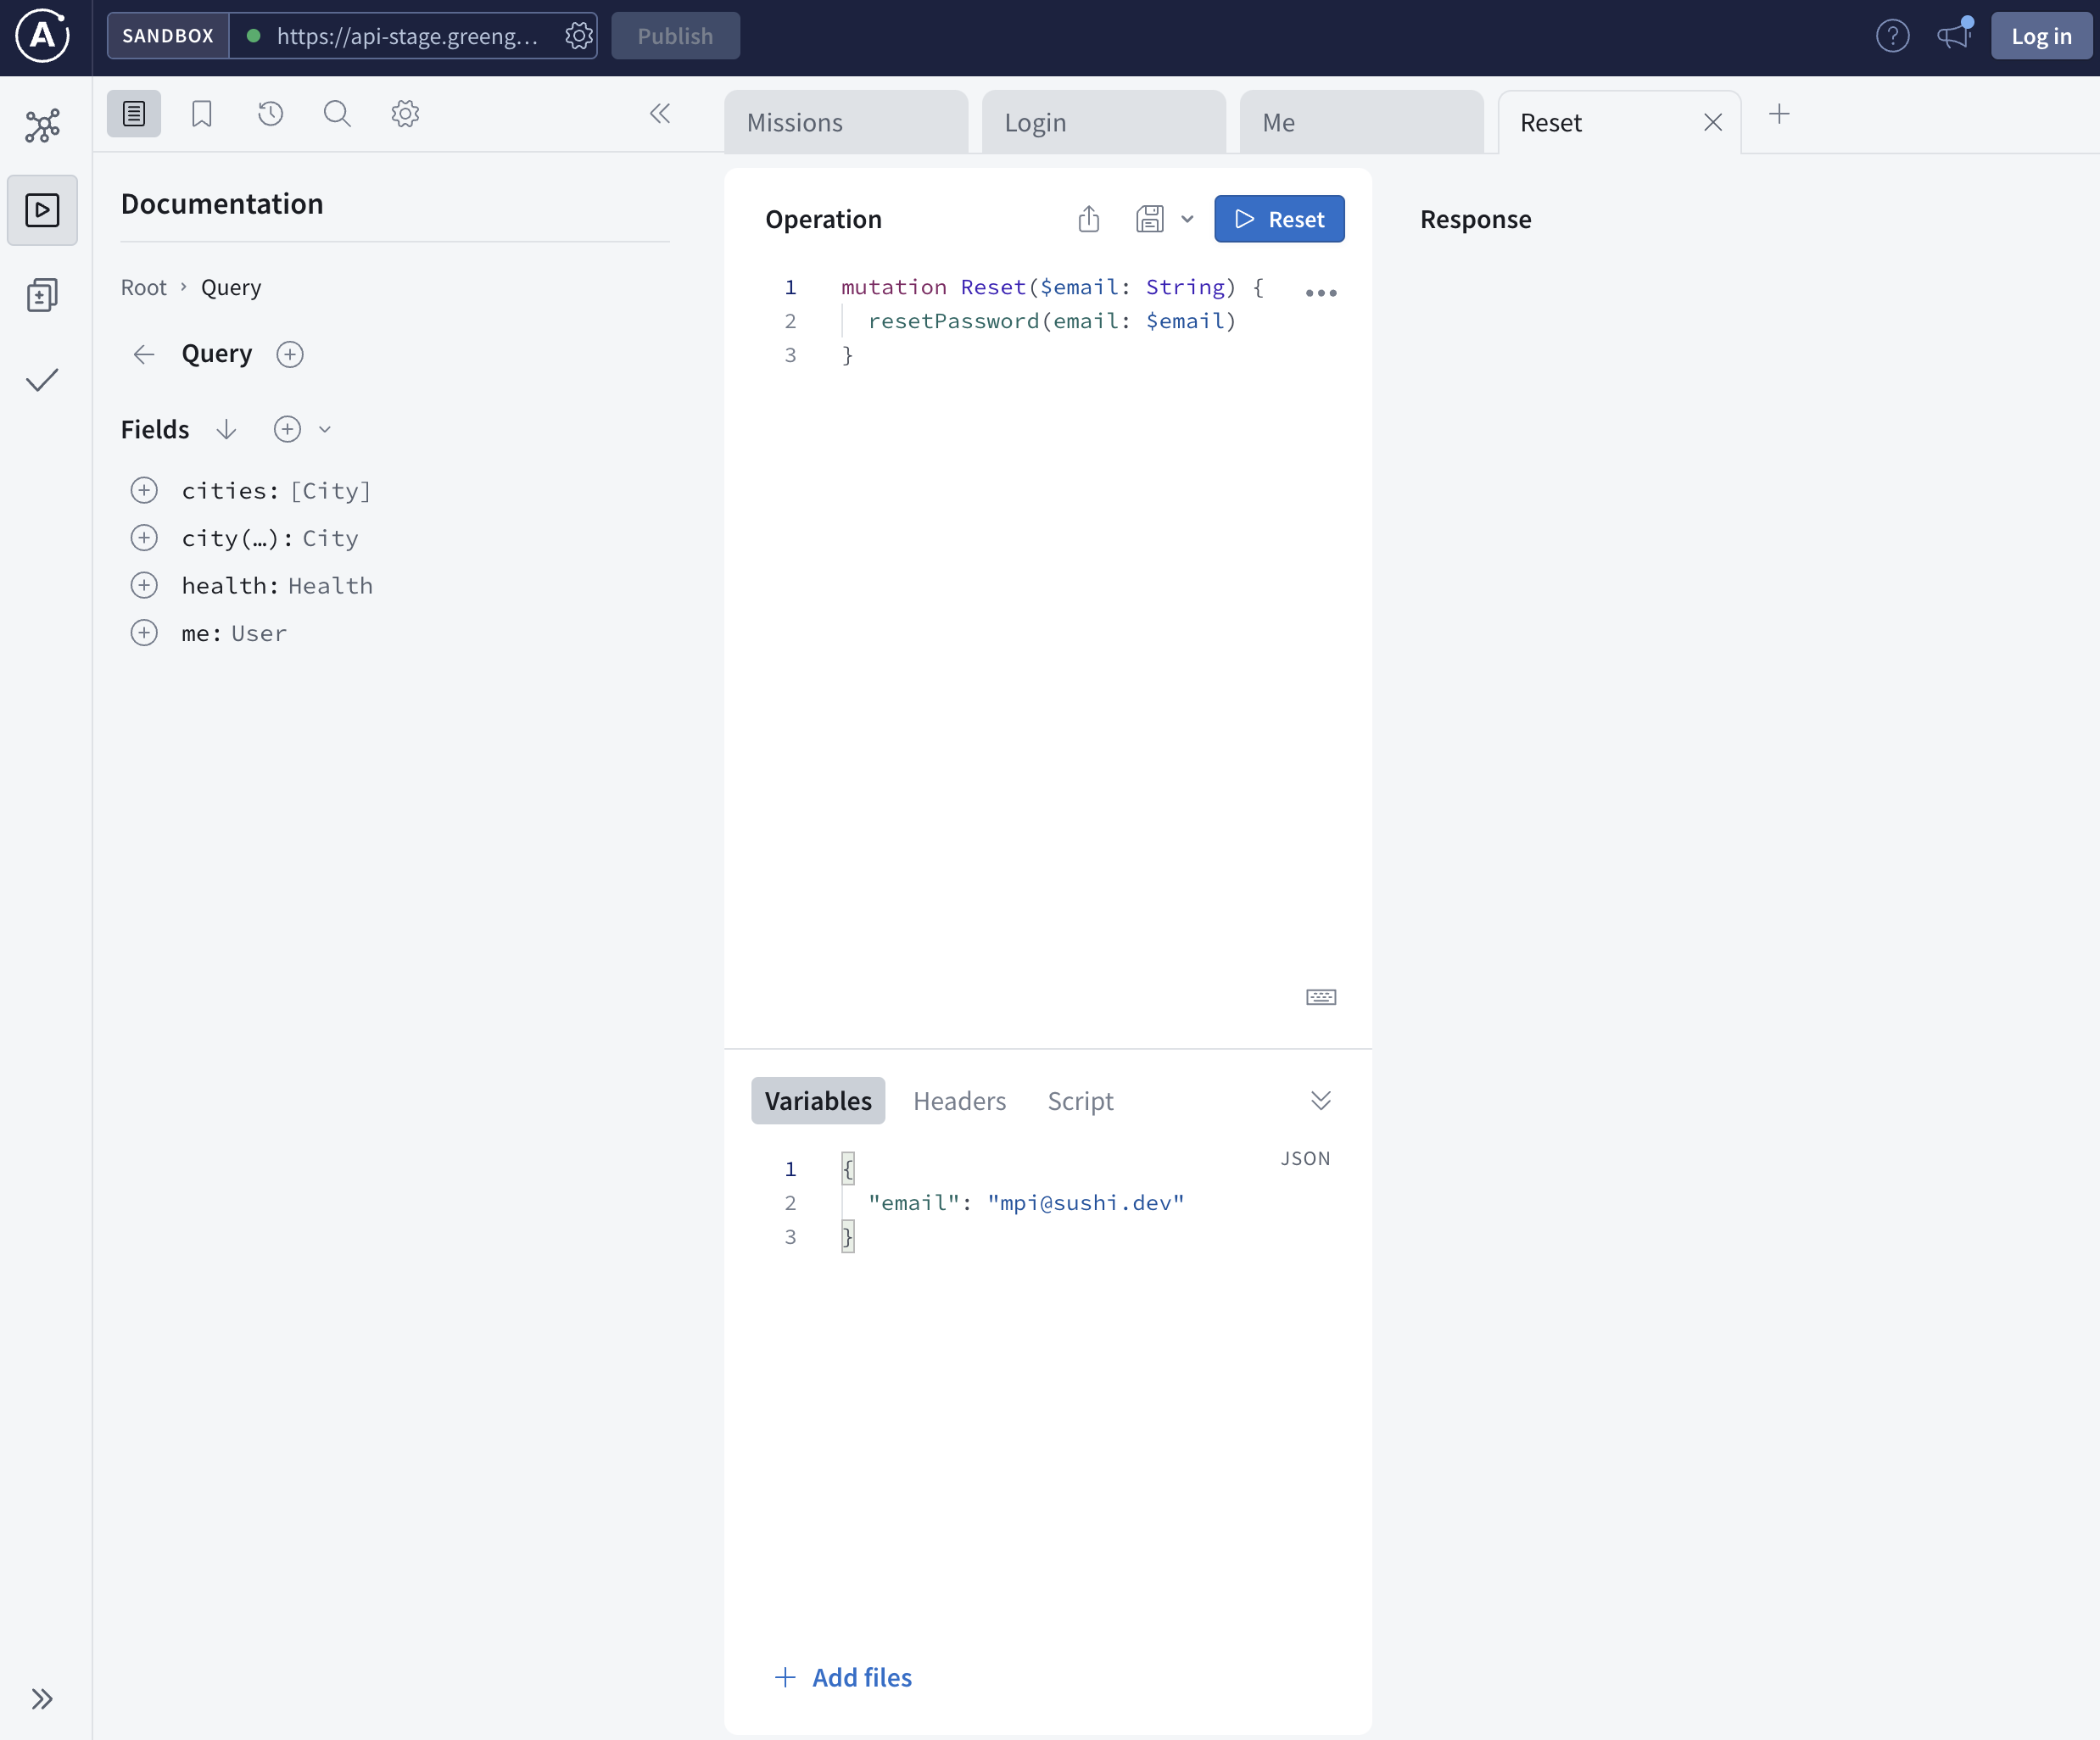 SANDBOX
https://api-stage.greeng...
Publish
?
Log in
Missions
Login
Me
Reset
Documentation
Root › Query
Query
Fields
cities: [City]
city(…): City
health: Health
me: User
Operation
Reset
1 mutation Reset($email: String) {
2 resetPassword(email: $email)
3 }
Variables
Headers
Script
JSON
1 {
2 "email": "mpi@sushi.dev"
3 }
Add files
Response